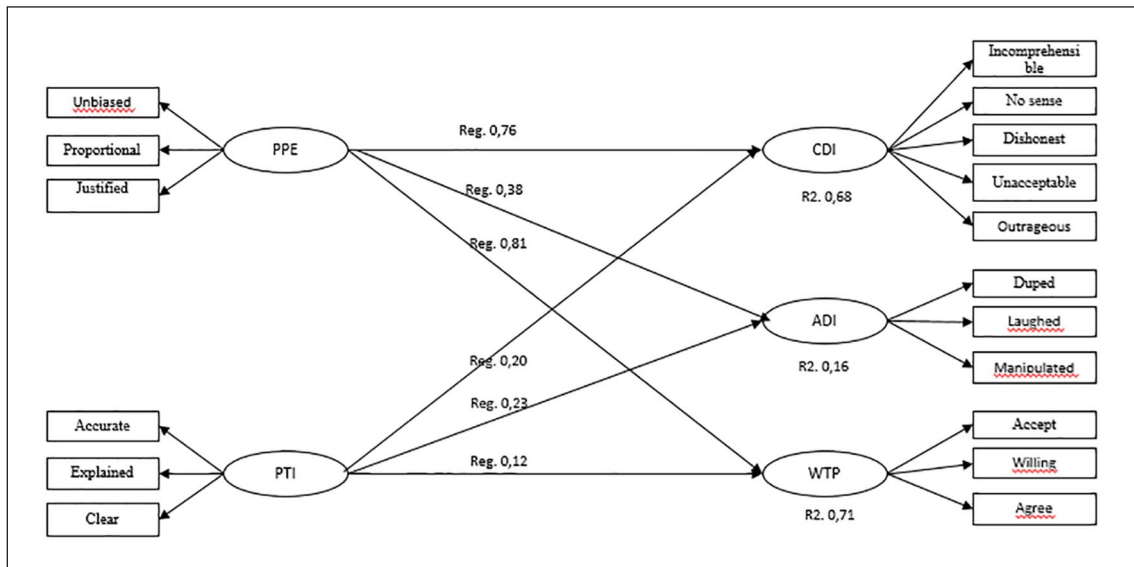 Unbiased
Proportional
Justified
PPE
Reg. 0,76
Reg. 0,38
Reg. 0,81
CDI
R2. 0,68
Incomprehensi
ble
No sense
Dishonest
Unacceptable
Outrageous
ADI
R2. 0,16
Duped
Laughed
Manipulated
Accurate
Explained
Clear
PTI
Reg. 0,20
Reg. 0,23
Reg. 0,12
WTP
R2. 0,71
Accept
Willing
Agree